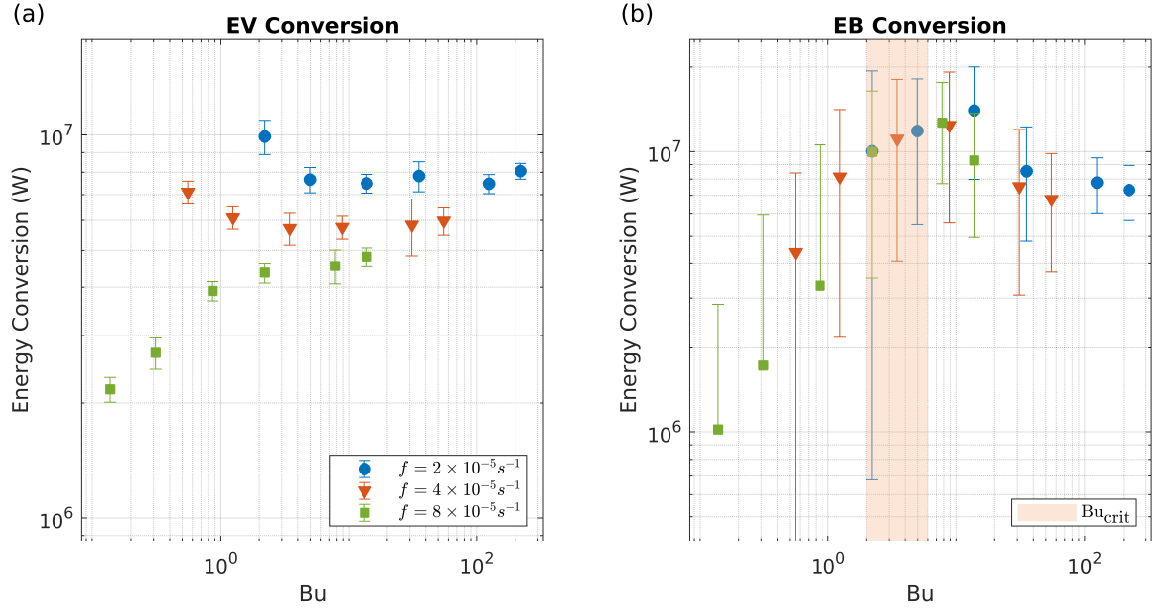 (a)
EV Conversion
Energy Conversion (W)
10^7
10^6
10^0
10^2
Bu
f = 2 × 10^-5 s^-1
f = 4 × 10^-5 s^-1
f = 8 × 10^-5 s^-1
(b)
EB Conversion
Energy Conversion (W)
10^7
10^6
10^0
10^2
Bu
Bu_crit